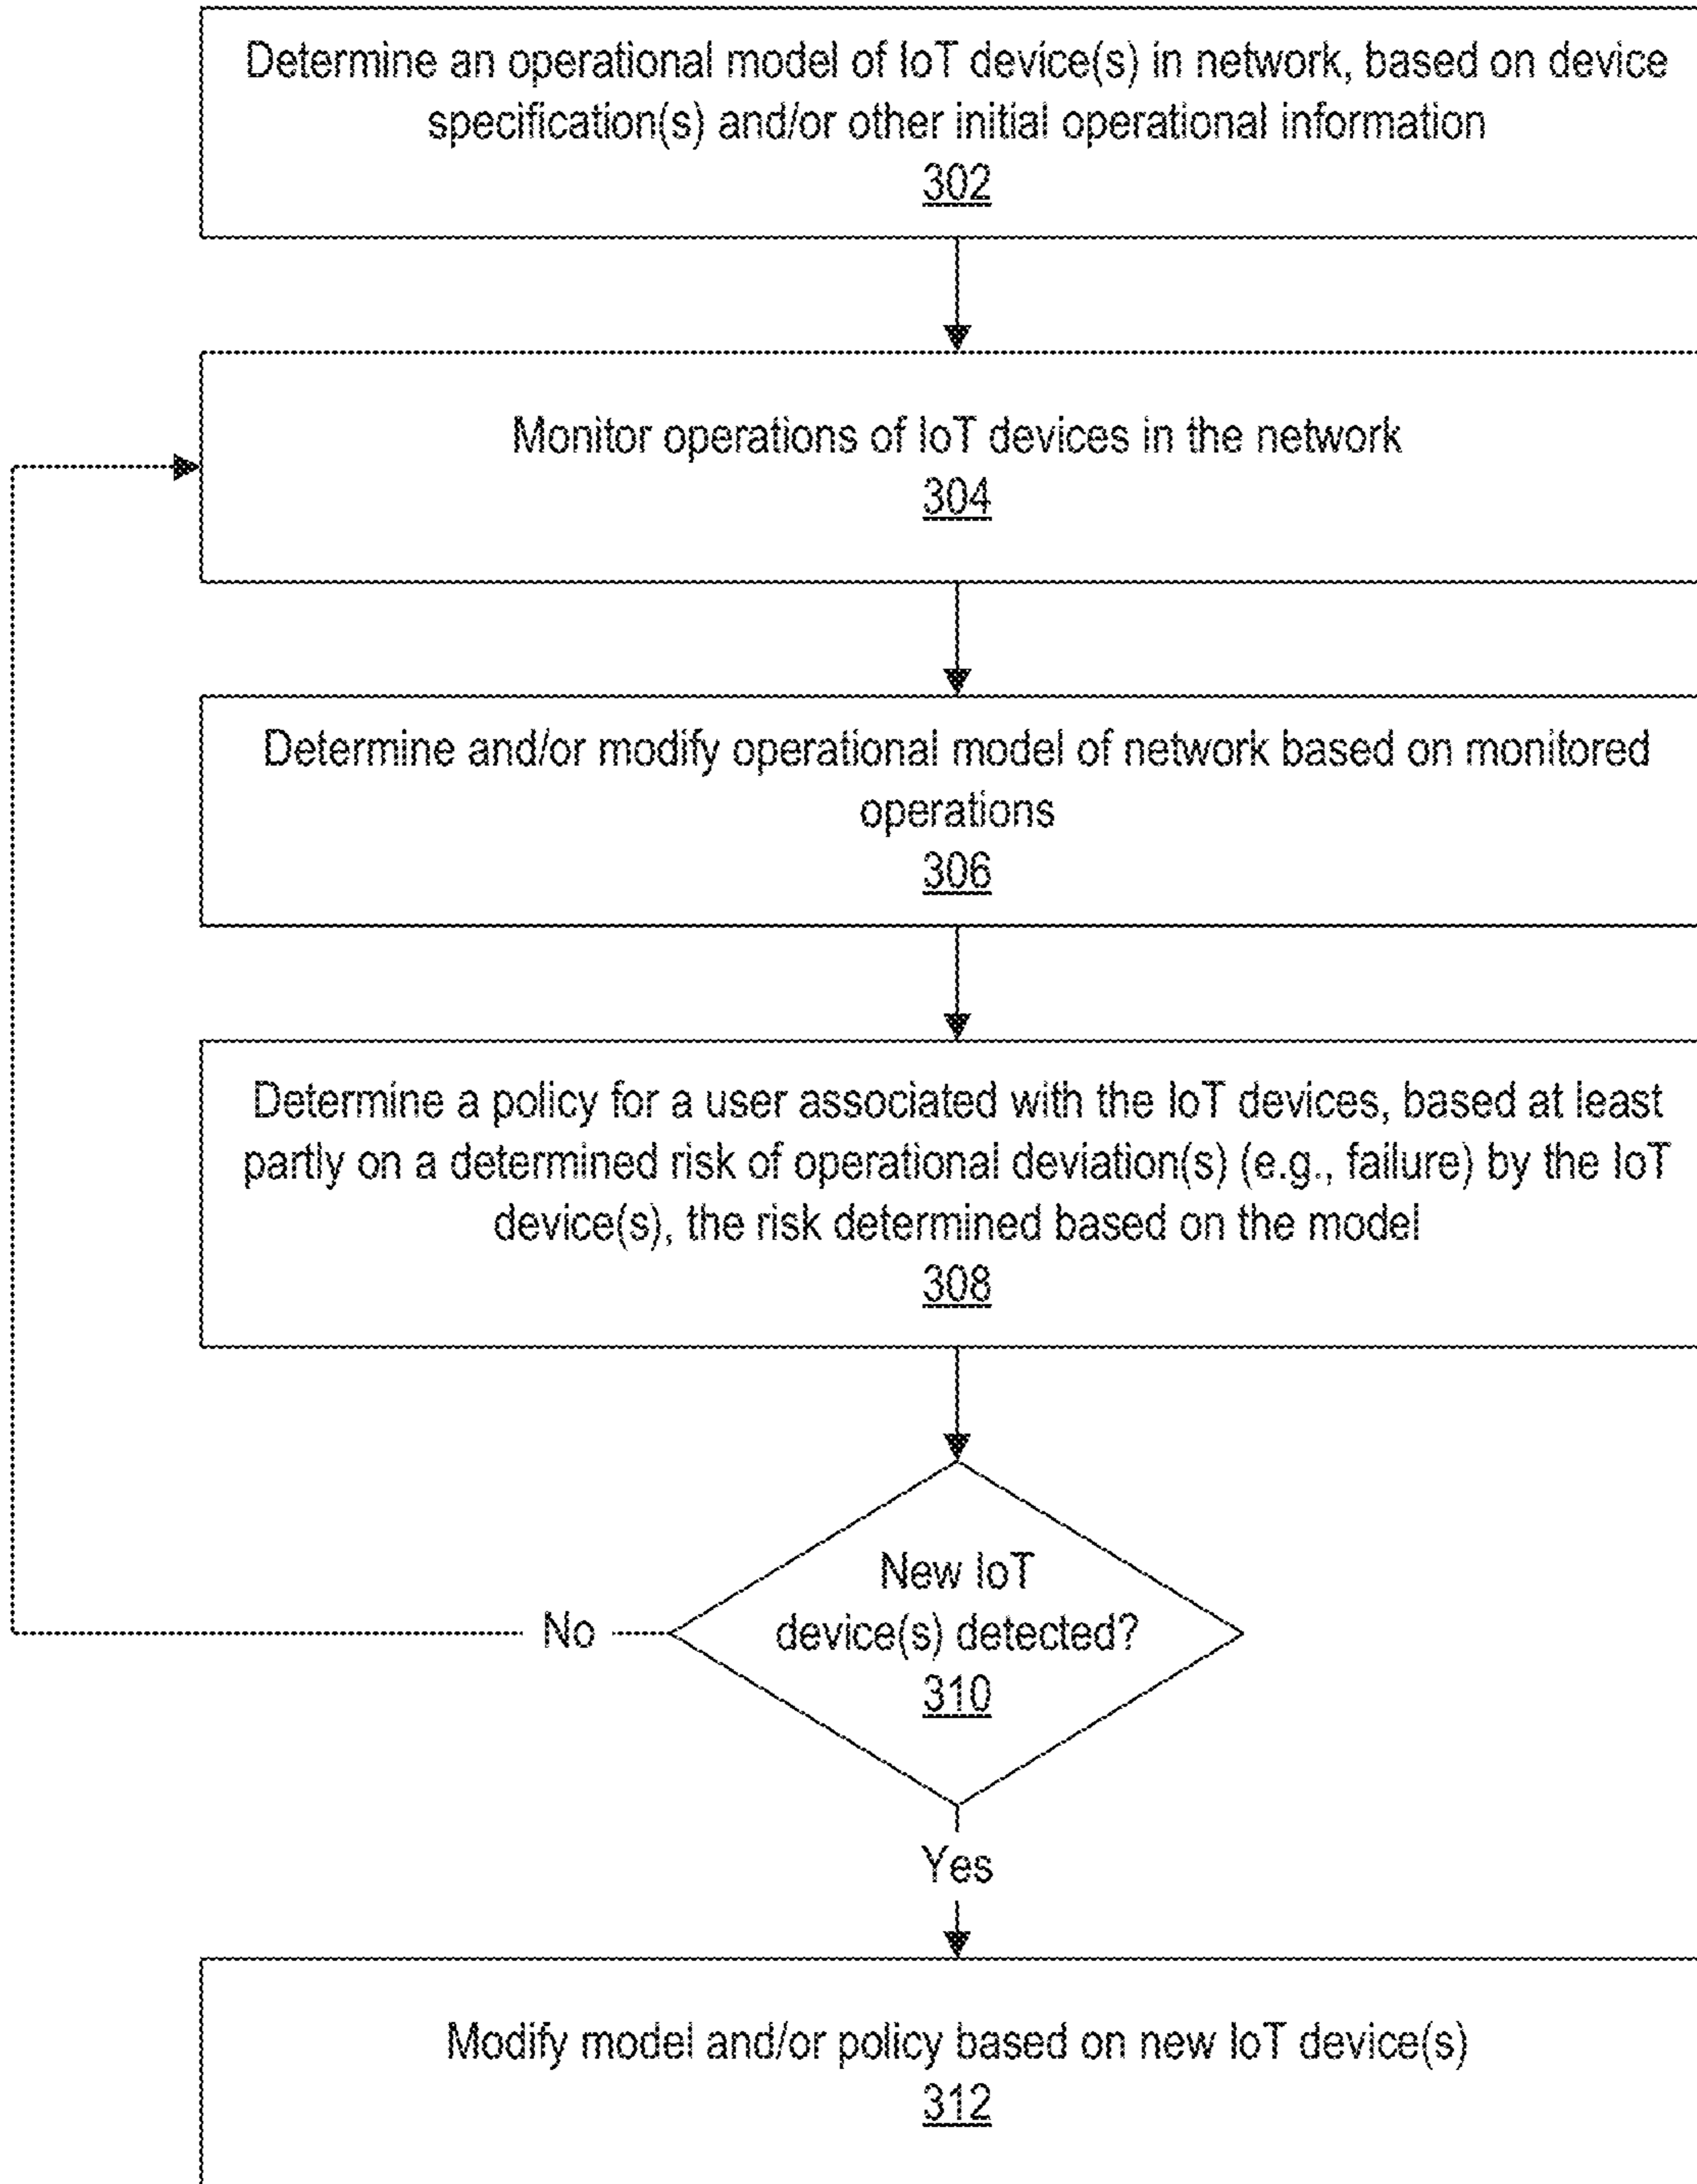 Determine an operational model of IoT device(s) in network, based on device
specification(s) and/or other initial operational information
302
Monitor operations of IoT devices in the network
304
Determine and/or modify operational model of network based on monitored
operations
306
Determine a policy for a user associated with the IoT devices, based at least
partly on a determined risk of operational deviation(s) (e.g., failure) by the IoT
device(s), the risk determined based on the model
308
New IoT
device(s) detected?
310
No
Yes
Modify model and/or policy based on new IoT device(s)
312